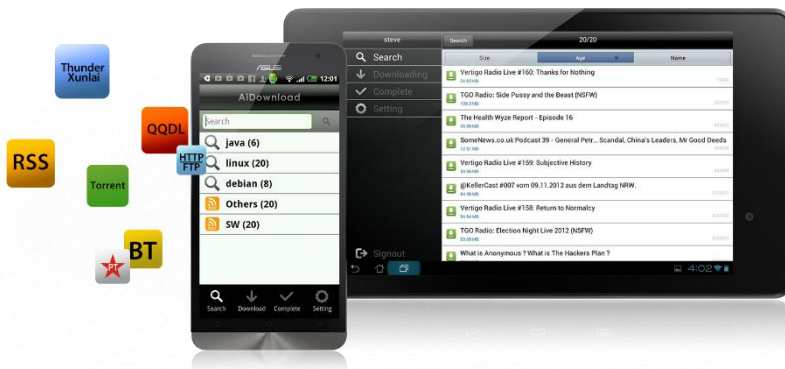 Thunder
Xunlai
QQDL
HTTP
FTP
RSS
Torrent
BT
PT
ASUS
12:01
AiDownload
Search
java (6)
linux (20)
debian (8)
Others (20)
SW (20)
Search
Download
Complete
Setting
steve
Search
20/20
Search
Downloading
Complete
Setting
Signout
Size
Age
Name
Vertigo Radio Live #160: Thanks for Nothing
TGO Radio: Side Pussy and the Beast (NSFW)
The Health Wyze Report - Episode 16
SomeNews.co.uk Podcast 39 - General Petr... Scandal, China's Leaders, Mr Good Deeds
Vertigo Radio Live #159: Subjective History
@KellerCast #007 vom 09.11.2012 aus dem Landtag NRW.
Vertigo Radio Live #158: Return to Normalcy
TGO Radio: Election Night Live 2012 (NSFW)
What is Anonymous ? What is The Hackers Plan ?
4:02